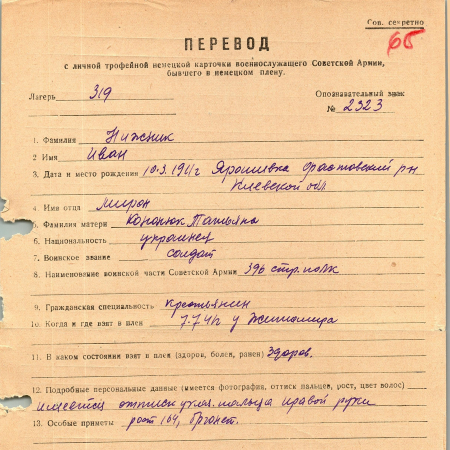 Сов. секретно
65
ПЕРЕВОД
с личной трофейной немецкой карточки военнослужащего Советской Армии,
бывшего в немецком плену.
Лагерь 319
Опознавательный знак
№ 2323
1. Фамилия Нижник
2 Имя Иван
3. Дата и место рождения 10.3.1911г Ярошивка Фастовский рн
Киевской обл
4. Имя отца Мирон
5. Фамилия матери Кононюк Татьяна
6. Национальность украинец
7. Воинское звание солдат
8. Наименование воинской части Советской Армии 396 стр. полк
9. Гражданская специальность крестьянин
10. Когда и где взят в плен 7.7.41г у Житомира
11. В каком состоянии взят в плен (здоров, болен, ранен) Здоров.
12. Подробные персональные данные (имеется фотография, оттиск пальцев, рост, цвет волос)
имеется оттиск указ. пальца правой руки
13. Особые приметы рост 164,